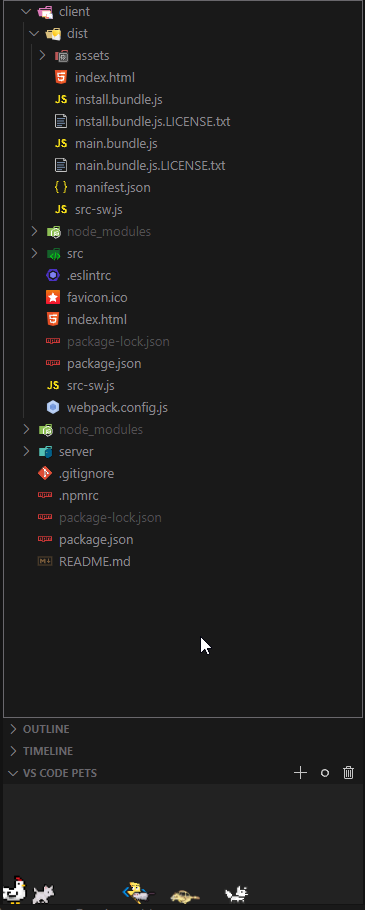 client
dist
assets
index.html
JS install.bundle.js
install.bundle.js.LICENSE.txt
JS main.bundle.js
main.bundle.js.LICENSE.txt
{ } manifest.json
JS src-sw.js
node_modules
src
.eslintrc
favicon.ico
index.html
package-lock.json
package.json
JS src-sw.js
webpack.config.js
node_modules
server
.gitignore
.npmrc
package-lock.json
package.json
README.md
OUTLINE
TIMELINE
VS CODE PETS